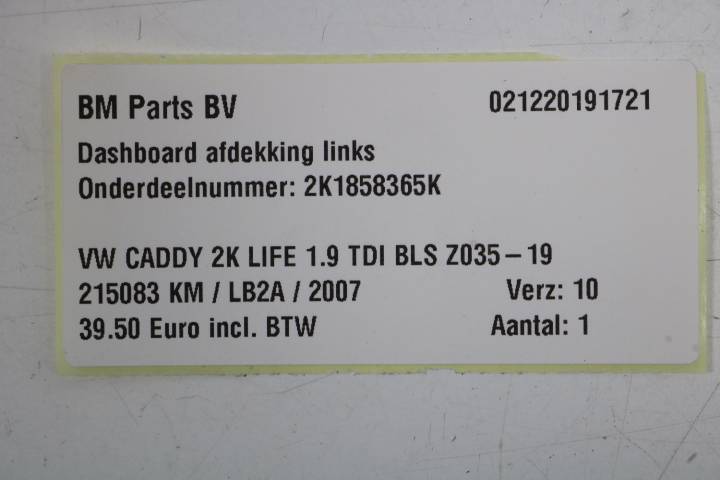 BM Parts BV 021220191721
Dashboard afdekking links
Onderdeelnummer: 2K1858365K
VW CADDY 2K LIFE 1.9 TDI BLS Z035-19
215083 KM / LB2A / 2007 Verz: 10
39.50 Euro incl. BTW Aantal: 1